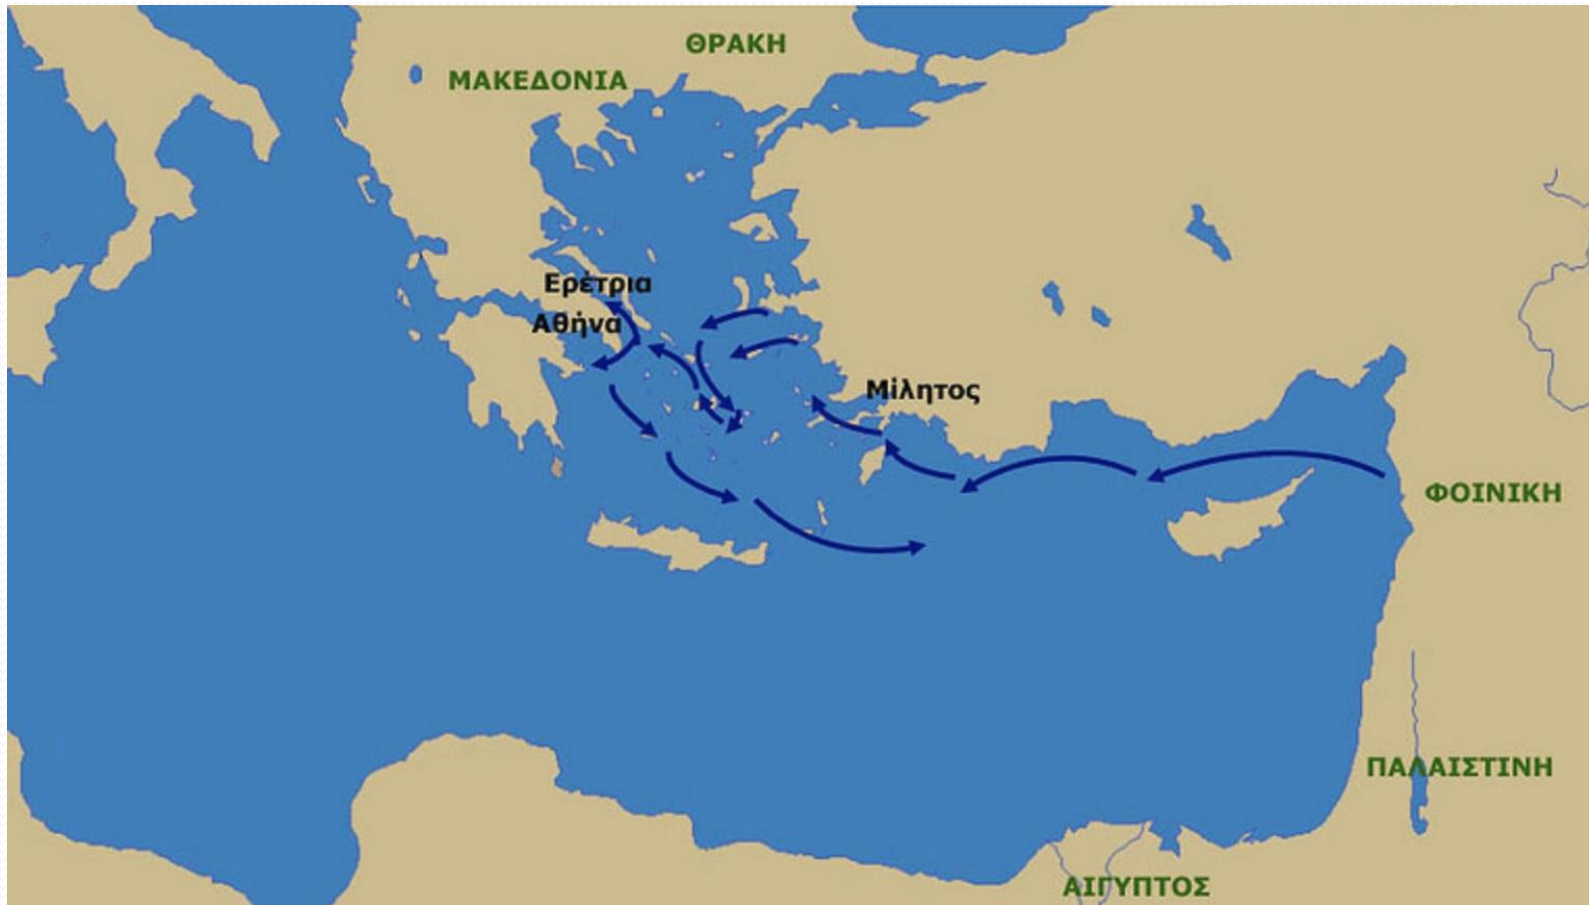 ΘΡΑΚΗ
ΜΑΚΕΔΟΝΙΑ
Ερέτρια
Αθήνα
Μίλητος
ΦΟΙΝΙΚΗ
ΠΑΛΑΙΣΤΙΝΗ
ΑΙΓΥΠΤΟΣ